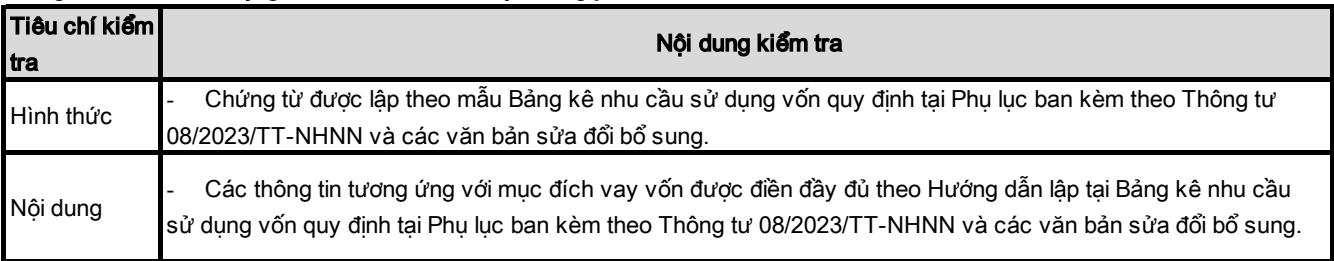 Tiêu chí kiểm
tra
Nội dung kiểm tra
Hình thức
- Chứng từ được lập theo mẫu Bảng kê nhu cầu sử dụng vốn quy định tại Phụ lục ban kèm theo Thông tư
08/2023/TT-NHNN và các văn bản sửa đổi bổ sung.
Nội dung
- Các thông tin tương ứng với mục đích vay vốn được điền đầy đủ theo Hướng dẫn lập tại Bảng kê nhu cầu
sử dụng vốn quy định tại Phụ lục ban kèm theo Thông tư 08/2023/TT-NHNN và các văn bản sửa đổi bổ sung.